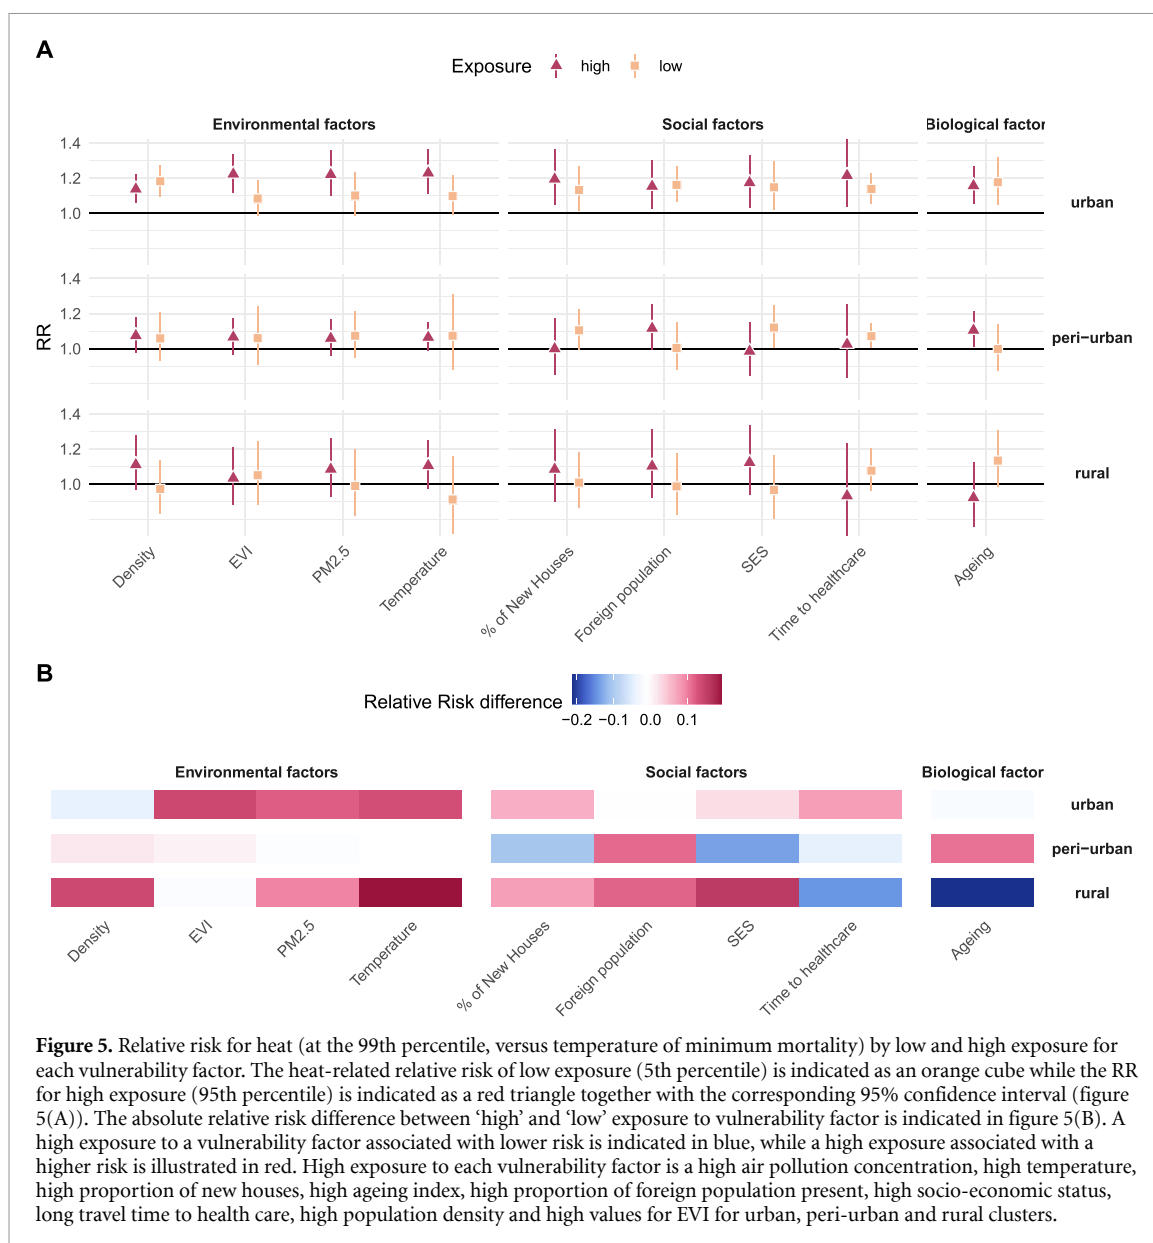 A
Exposure high low
Environmental factors Social factors Biological factor
1.4
1.2
1.0
urban
1.4
1.2
1.0
peri−urban
RR
1.4
1.2
1.0
rural
Density EVI PM2.5 Temperature % of New Houses Foreign population SES Time to healthcare Ageing
B
Relative Risk difference
−0.2 −0.1 0.0 0.1
Environmental factors Social factors Biological factor
urban
peri−urban
rural
Density EVI PM2.5 Temperature % of New Houses Foreign population SES Time to healthcare Ageing
Figure 5. Relative risk for heat (at the 99th percentile, versus temperature of minimum mortality) by low and high exposure for
each vulnerability factor. The heat-related relative risk of low exposure (5th percentile) is indicated as an orange cube while the RR
for high exposure (95th percentile) is indicated as a red triangle together with the corresponding 95% confidence interval (figure
5(A)). The absolute relative risk difference between ‘high’ and ‘low’ exposure to vulnerability factor is indicated in figure 5(B). A
high exposure to a vulnerability factor associated with lower risk is indicated in blue, while a high exposure associated with a
higher risk is illustrated in red. High exposure to each vulnerability factor is a high air pollution concentration, high temperature,
high proportion of new houses, high ageing index, high proportion of foreign population present, high socio-economic status,
long travel time to health care, high population density and high values for EVI for urban, peri-urban and rural clusters.